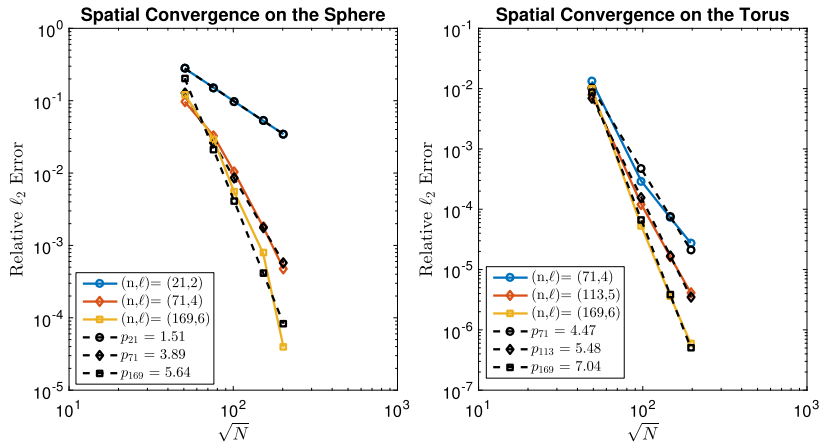 Spatial Convergence on the Sphere
10^0
10^-1
10^-2
10^-3
10^-4
10^-5
Relative ℓ2 Error
(n,ℓ)= (21,2)
(n,ℓ)= (71,4)
(n,ℓ)= (169,6)
p21 = 1.51
p71 = 3.89
p169 = 5.64
10^1 10^2 10^3
√N
Spatial Convergence on the Torus
10^-1
10^-2
10^-3
10^-4
10^-5
10^-6
10^-7
Relative ℓ2 Error
(n,ℓ)= (71,4)
(n,ℓ)= (113,5)
(n,ℓ)= (169,6)
p71 = 4.47
p113 = 5.48
p169 = 7.04
10^1 10^2 10^3
√N